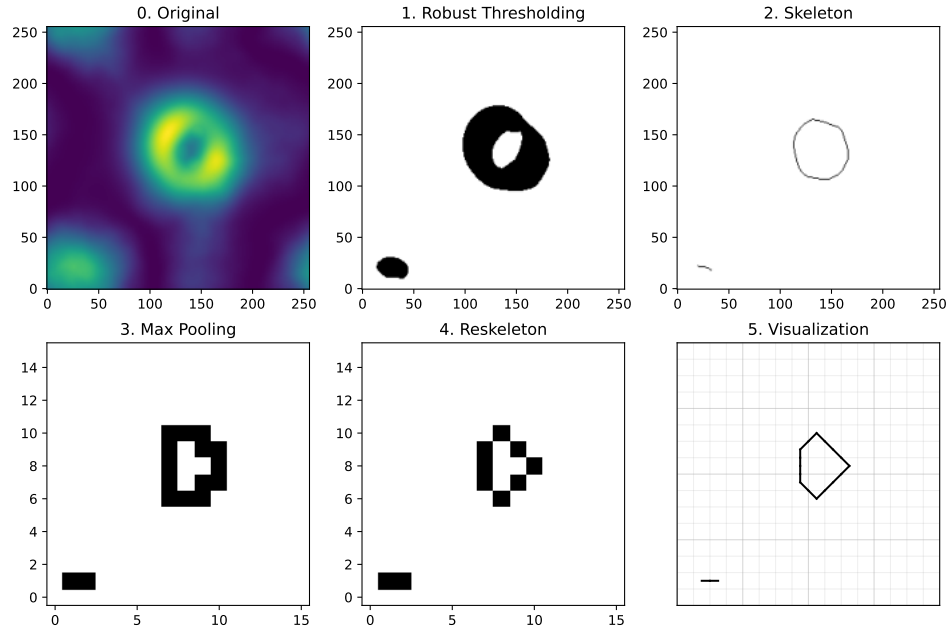 0. Original 1. Robust Thresholding 2. Skeleton
250 250 250
200 200 200
150 150 150
100 100 100
50 50 50
0 0 0
0 50 100 150 200 250 0 50 100 150 200 250 0 50 100 150 200 250
3. Max Pooling 4. Reskeleton 5. Visualization
14 14
12 12
10 10
8 8
6 6
4 4
2 2
0 0
0 5 10 15 0 5 10 15